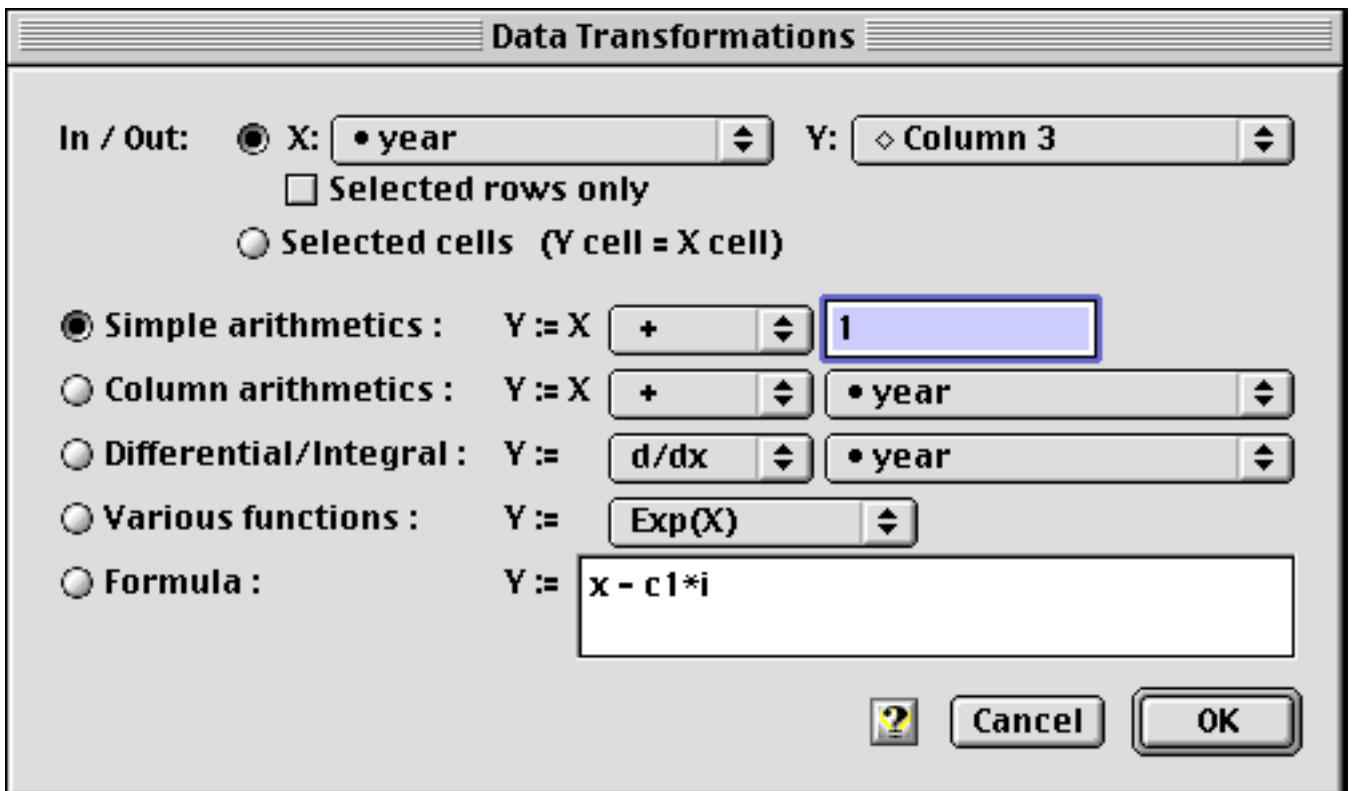 Data Transformations
In / Out: X: • year Y: ◇ Column 3
Selected rows only
Selected cells (Y cell = X cell)
Simple arithmetics : Y := X + 1
Column arithmetics : Y := X + • year
Differential/Integral : Y := d/dx • year
Various functions : Y := Exp(X)
Formula : Y := x - c1*i
? Cancel OK